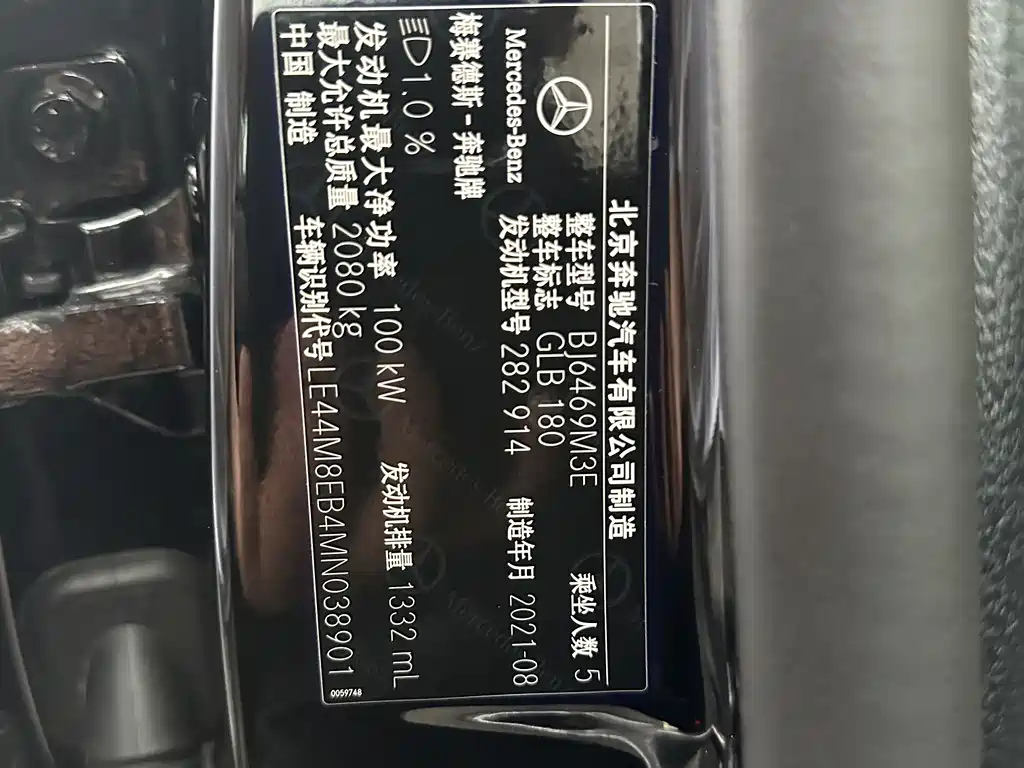 北京奔驰汽车有限公司制造
Mercedes-Benz
整车型号 BJ6469M3E 乘坐人数 5
整车标志 GLB 180
发动机型号 282 914 制造年月 2021-08
梅赛德斯-奔驰牌
1.0 %
发动机最大净功率 100 kW 发动机排量 1332 mL
最大允许总质量 2080 kg
中国 制造 车辆识别代号 LE44M8EB4MN038901
0059748